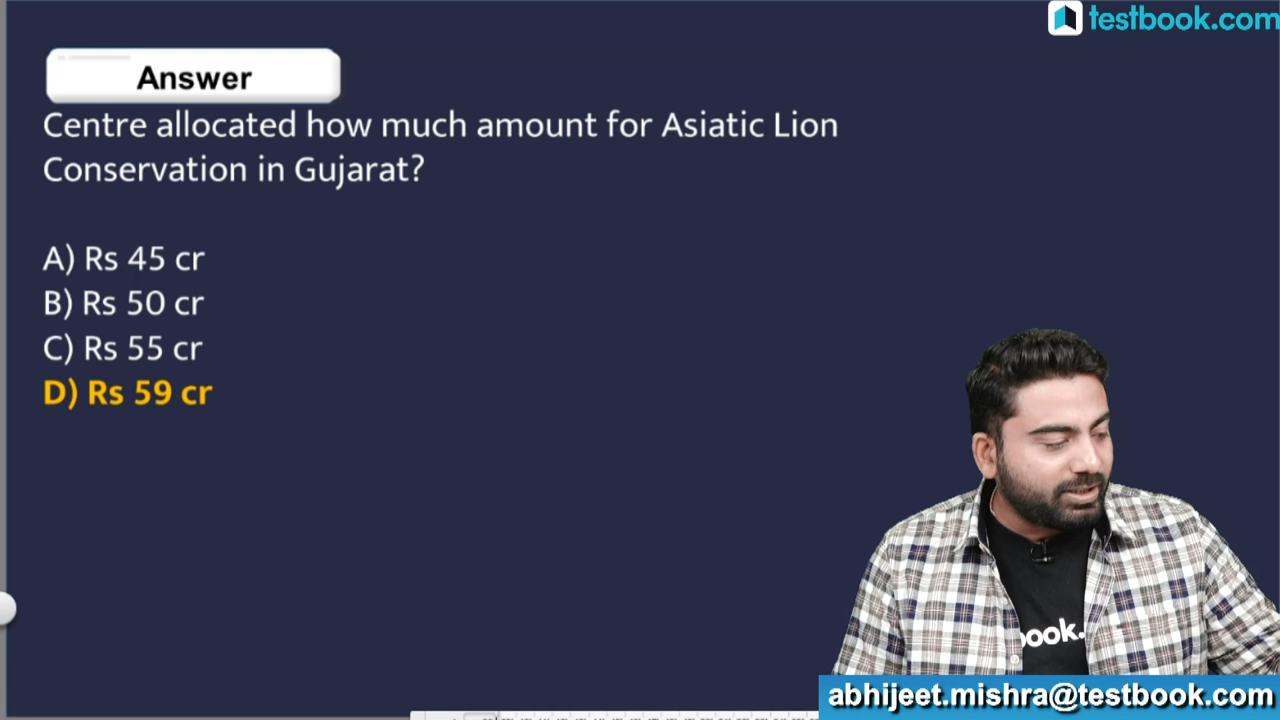 testbook.com
Answer
Centre allocated how much amount for Asiatic Lion
Conservation in Gujarat?
A) Rs 45 cr
B) Rs 50 cr
C) Rs 55 cr
D) Rs 59 cr
book.
abhijeet.mishra@testbook.com